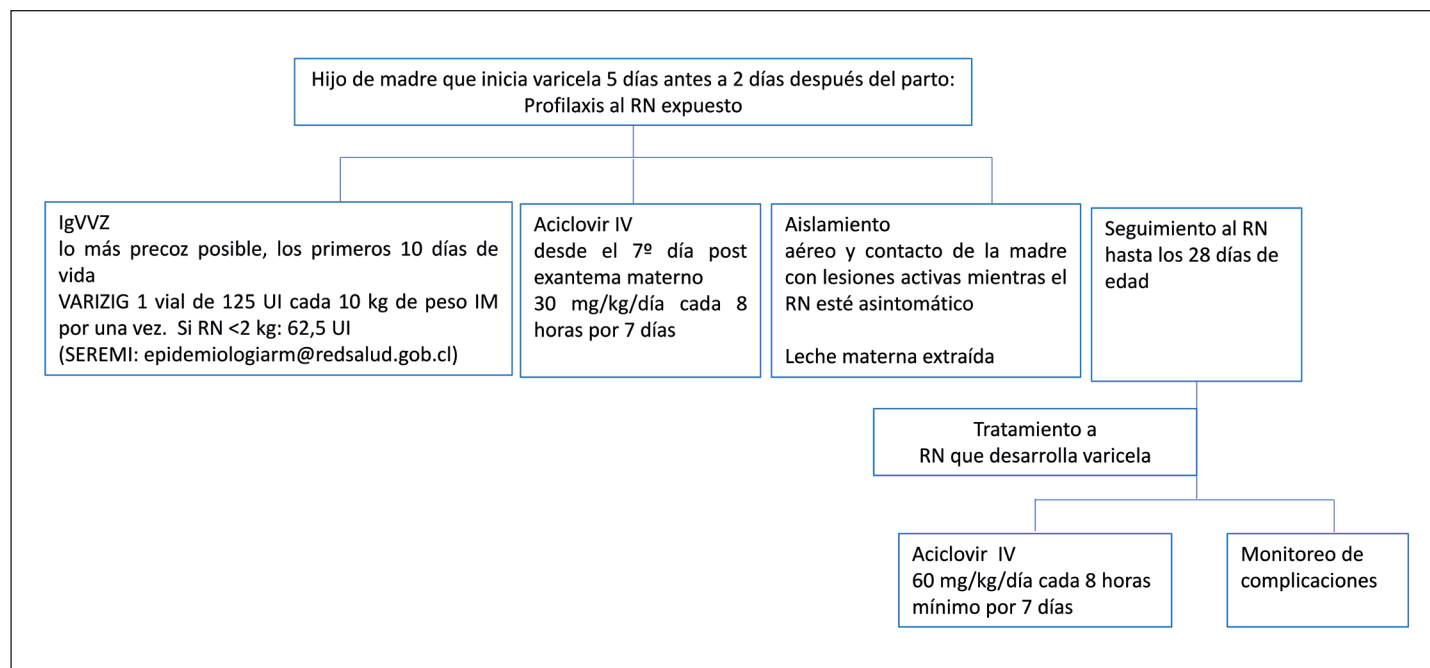 Hijo de madre que inicia varicela 5 días antes a 2 días después del parto:
Profilaxis al RN expuesto
IgVVZ
lo más precoz posible, los primeros 10 días de
vida
VARIZIG 1 vial de 125 UI cada 10 kg de peso IM
por una vez. Si RN <2 kg: 62,5 UI
(SEREMI: epidemiologiarm@redsalud.gob.cl)
Aciclovir IV
desde el 7º día post
exantema materno
30 mg/kg/día cada 8
horas por 7 días
Aislamiento
aéreo y contacto de la madre
con lesiones activas mientras el
RN esté asintomático
Leche materna extraída
Seguimiento al RN
hasta los 28 días de
edad
Tratamiento a
RN que desarrolla varicela
Aciclovir IV
60 mg/kg/día cada 8 horas
mínimo por 7 días
Monitoreo de
complicaciones